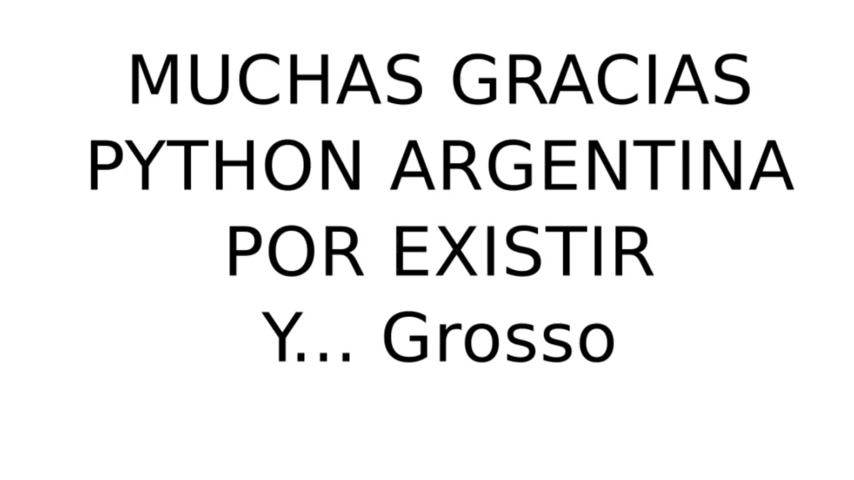 MUCHAS GRACIAS
PYTHON ARGENTINA
POR EXISTIR
Y... Grosso